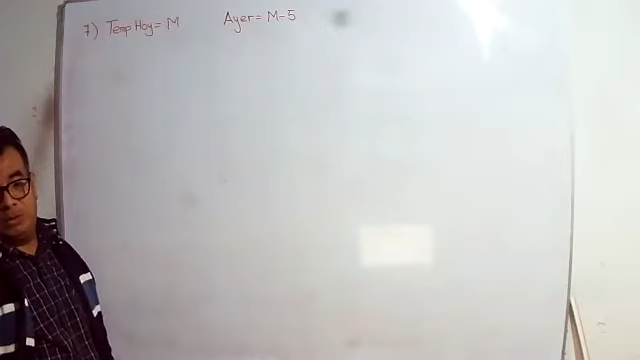 7) Temp Hoy = M Ayer = M-5